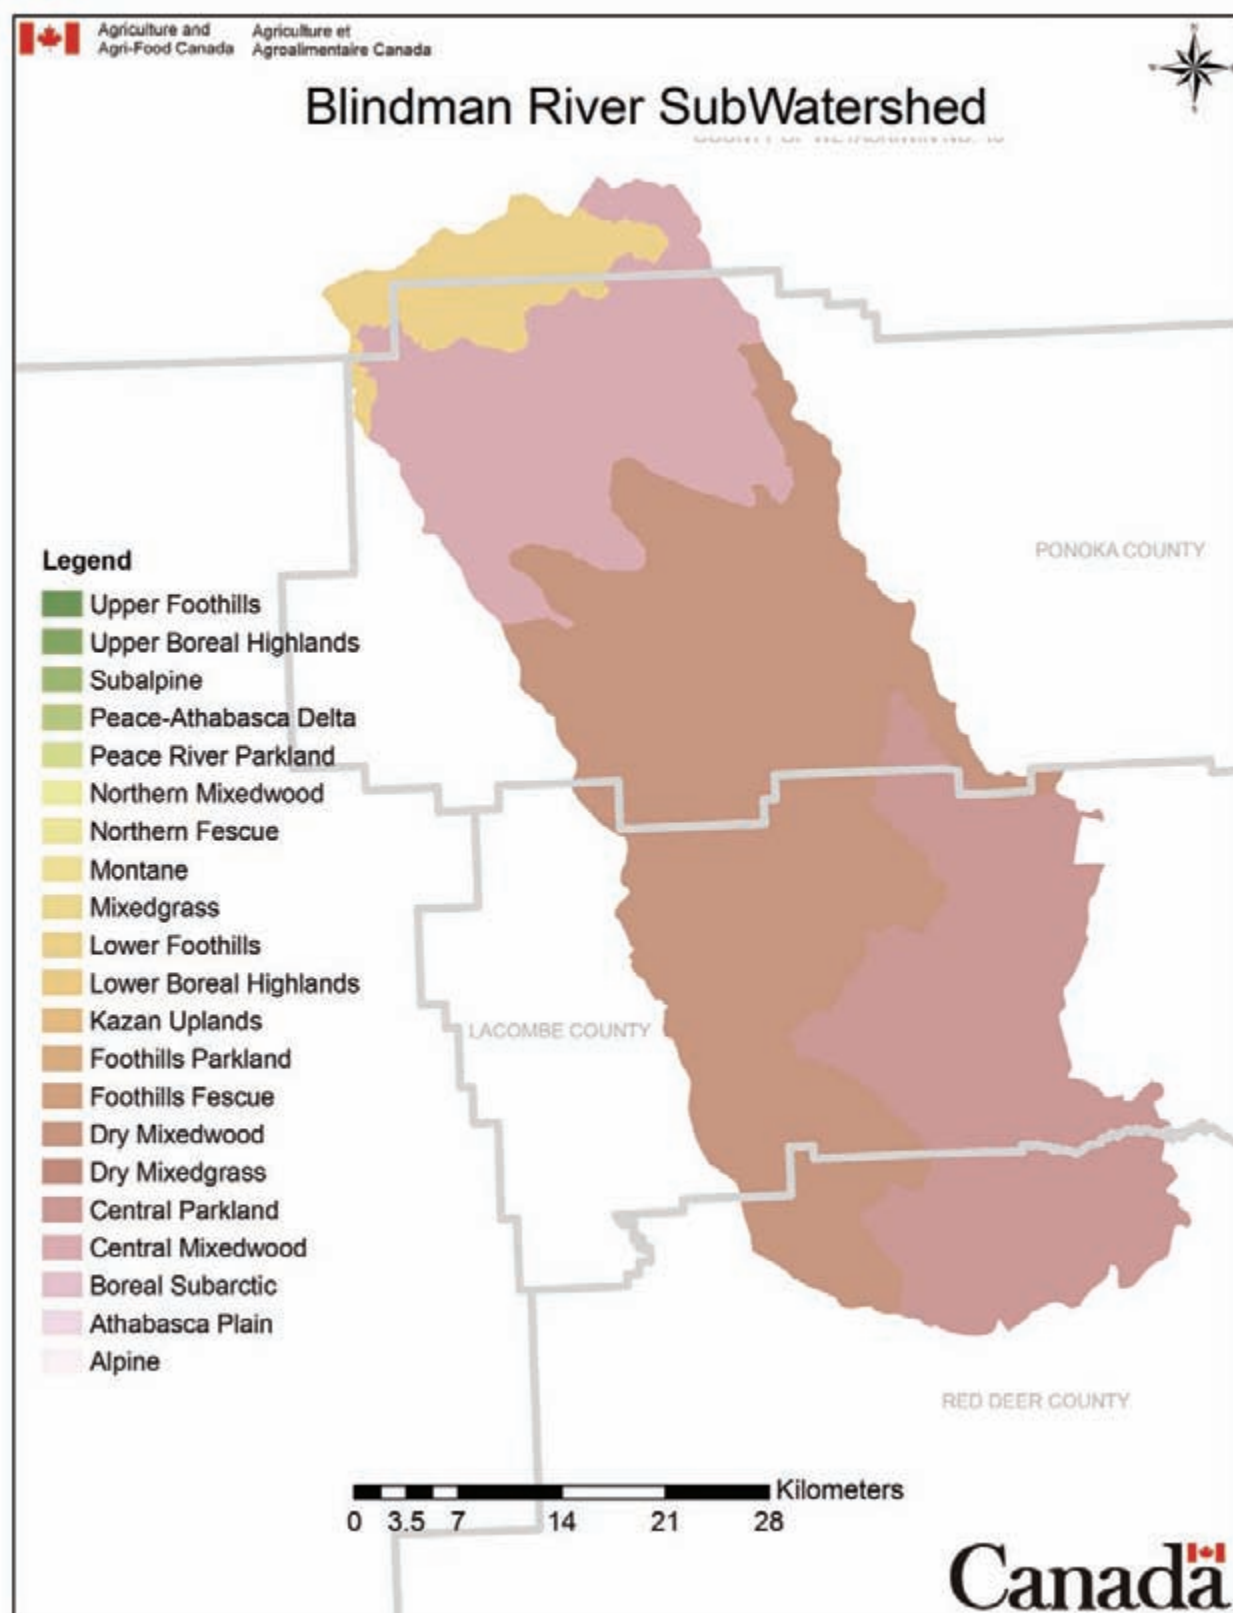 Agriculture and Agriculture et
Agri-Food Canada Agroalimentaire Canada
Blindman River SubWatershed
PONOKA COUNTY
Legend
Upper Foothills
Upper Boreal Highlands
Subalpine
Peace-Athabasca Delta
Peace River Parkland
Northern Mixedwood
Northern Fescue
Montane
Mixedgrass
Lower Foothills
Lower Boreal Highlands
Kazan Uplands
Foothills Parkland
Foothills Fescue
Dry Mixedwood
Dry Mixedgrass
Central Parkland
Central Mixedwood
Boreal Subarctic
Athabasca Plain
Alpine
LACOMBE COUNTY
RED DEER COUNTY
Kilometers
0 3.5 7 14 21 28
Canada